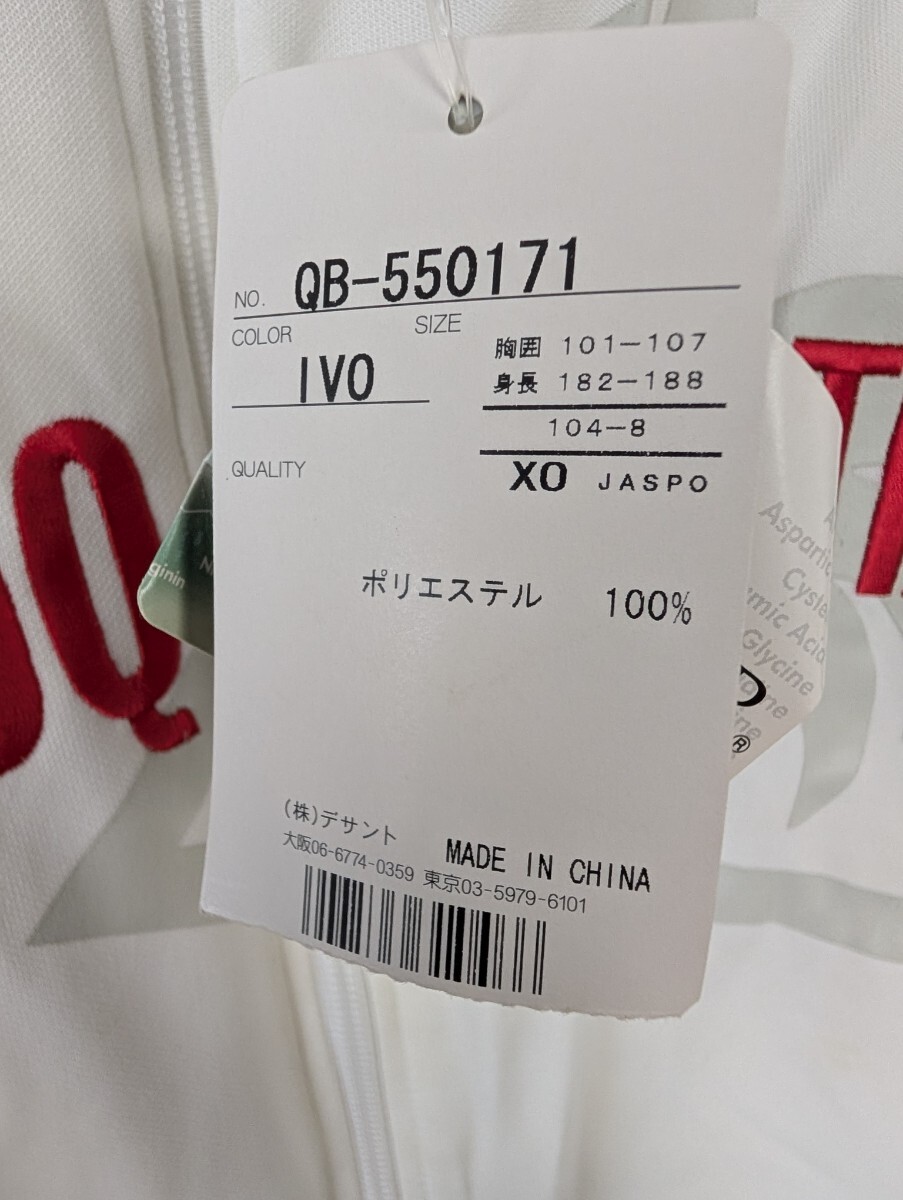 NO. QB-550171
COLOR SIZE
IVO
胸囲 101-107
身長 182-188
104-8
XO JASPO
QUALITY
ポリエステル 100%
(株)デサント MADE IN CHINA
大阪06-6774-0359 東京03-5979-6101
Q
ginin
Cyste
Glycine
®